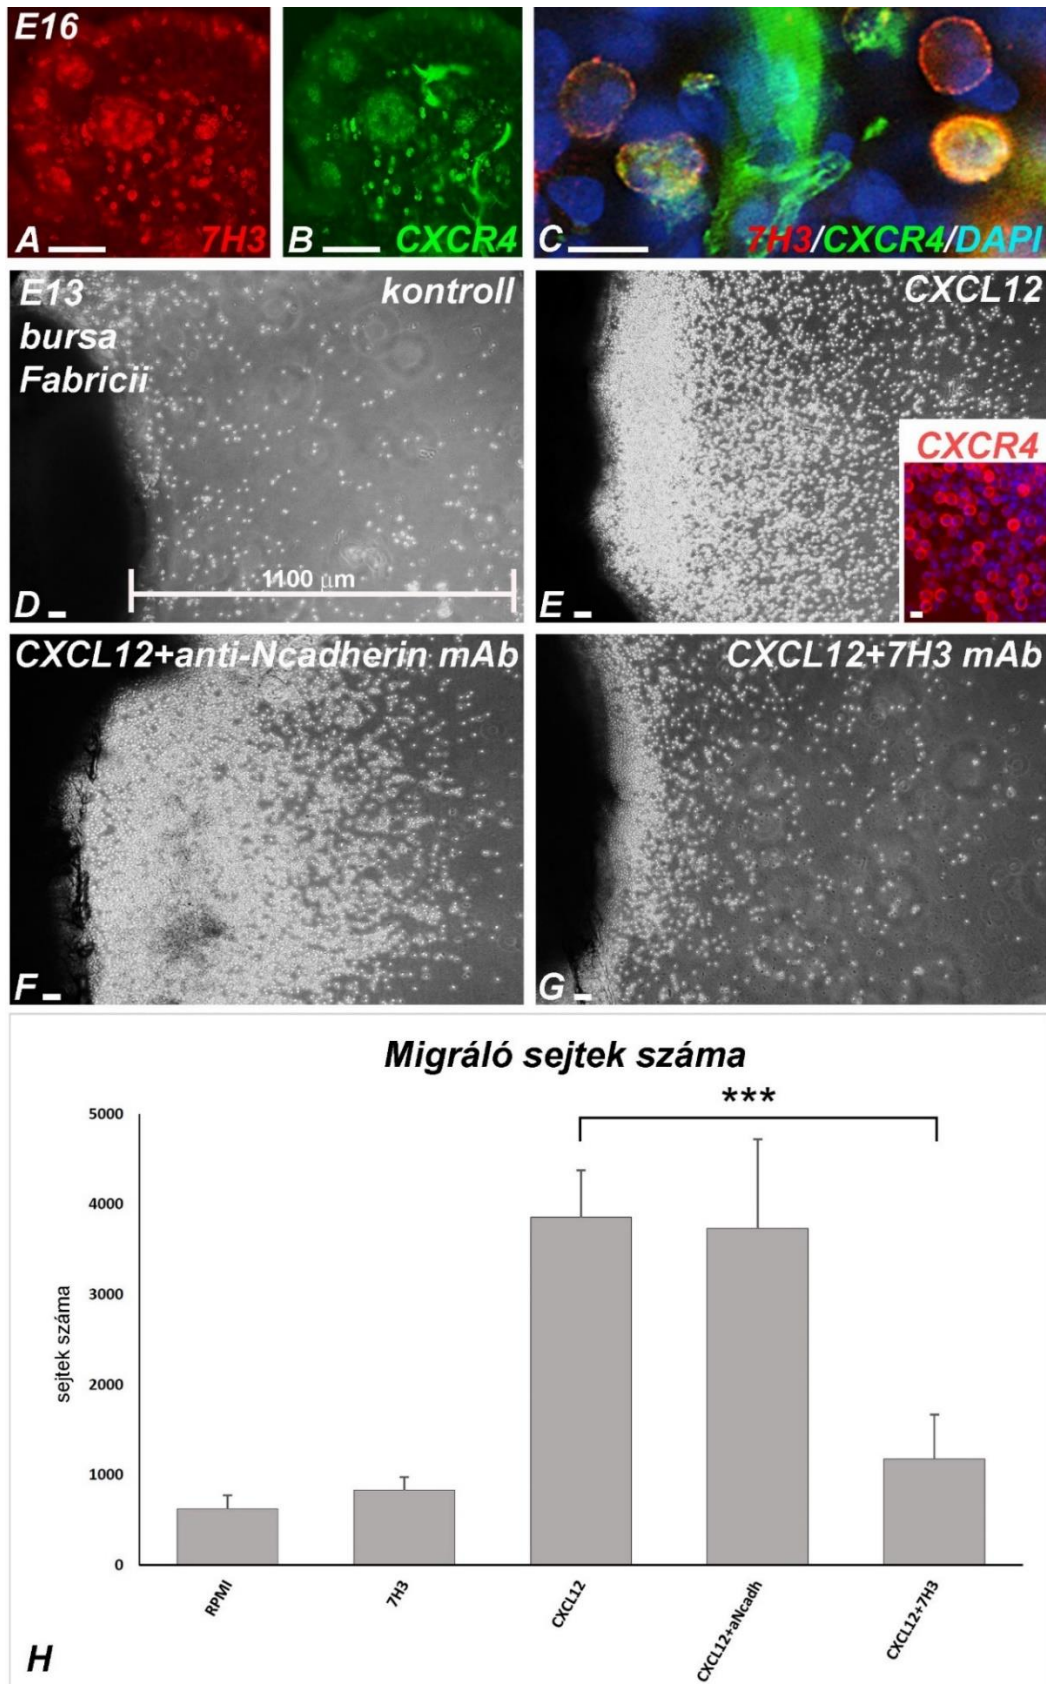 E16
A
7H3
B
CXCR4
C
7H3/CXCR4/DAPI
E13
bursa
Fabricii
kontroll
1100 µm
D
CXCL12
CXCR4
E
CXCL12+anti-Ncadherin mAb
F
CXCL12+7H3 mAb
G
Migráló sejtek száma
***
5000
4000
3000
2000
1000
0
sejtek száma
RPMI
7H3
CXCL12
CXCL12+aNcadh
CXCL12+7H3
H